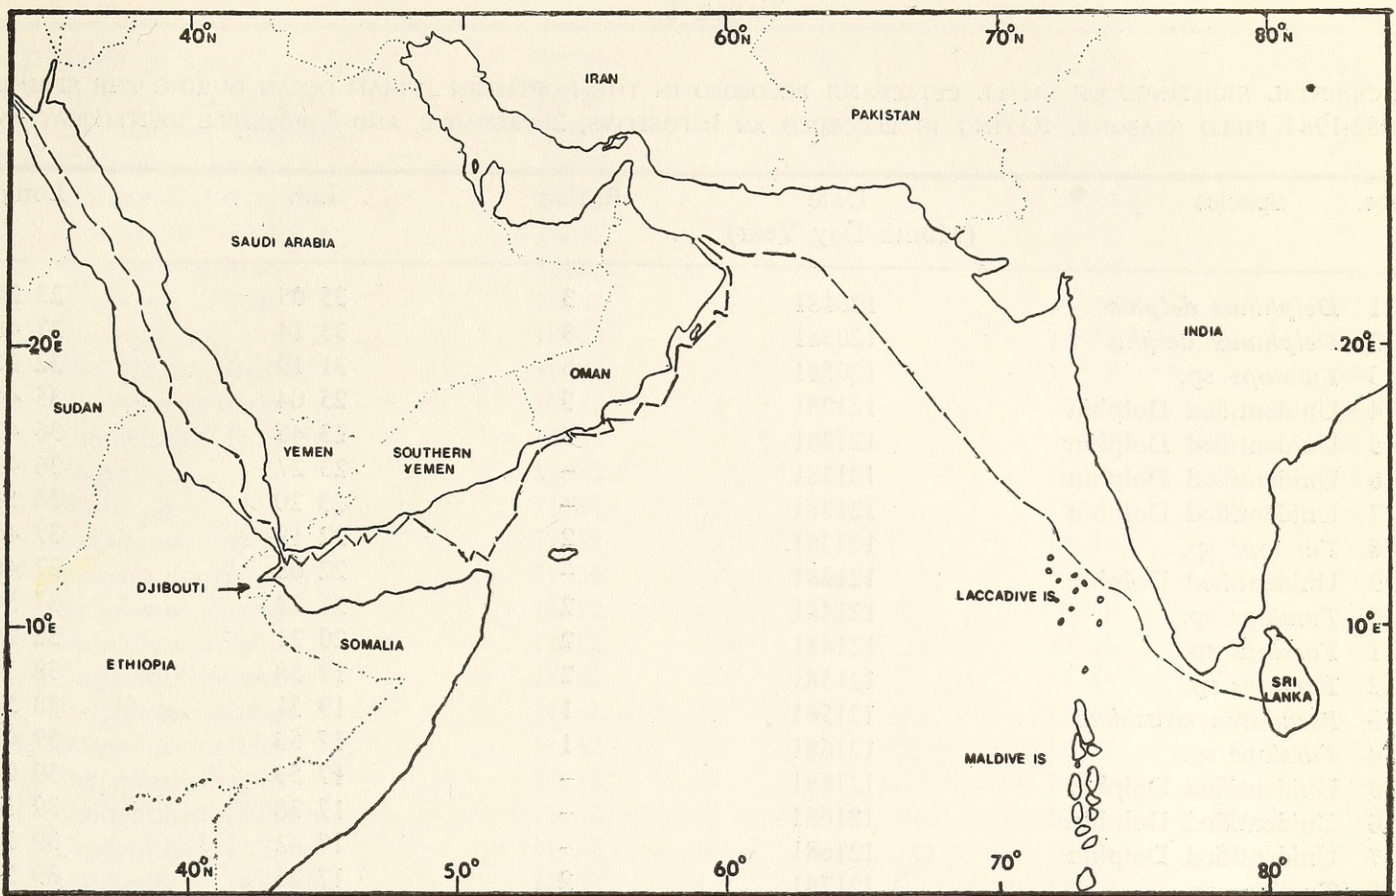 40°N
60°N
70°N
80°N
IRAN
PAKISTAN
SAUDI ARABIA
INDIA
20°E
20°E
OMAN
SUDAN
YEMEN
SOUTHERN
YEMEN
DJIBOUTI
LACCADIVE IS.
10°E
10°E
SOMALIA
ETHIOPIA
SRI
LANKA
MALDIVE IS
40°N
50°N
60°N
70°N
80°N